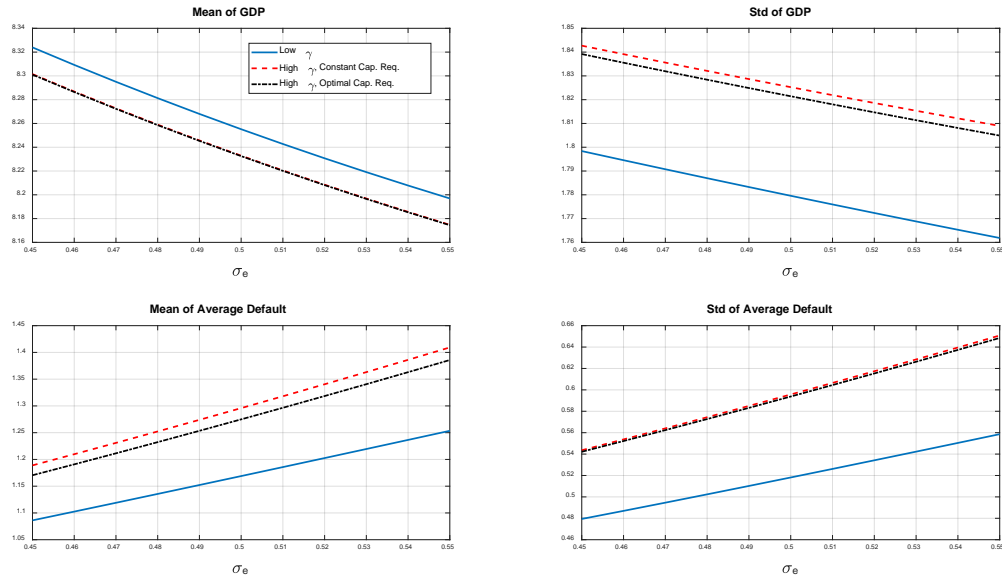 Mean of GDP
8.34
8.32
8.3
8.28
8.26
8.24
8.22
8.2
8.18
8.16
0.45 0.46 0.47 0.48 0.49 0.5 0.51 0.52 0.53 0.54 0.55
σe
Low γ
High γ, Constant Cap. Req.
High γ, Optimal Cap. Req.
Std of GDP
1.85
1.84
1.83
1.82
1.81
1.8
1.79
1.78
1.77
1.76
0.45 0.46 0.47 0.48 0.49 0.5 0.51 0.52 0.53 0.54 0.55
σe
Mean of Average Default
1.45
1.4
1.35
1.3
1.25
1.2
1.15
1.1
1.05
0.45 0.46 0.47 0.48 0.49 0.5 0.51 0.52 0.53 0.54 0.55
σe
Std of Average Default
0.66
0.64
0.62
0.6
0.58
0.56
0.54
0.52
0.5
0.48
0.46
0.45 0.46 0.47 0.48 0.49 0.5 0.51 0.52 0.53 0.54 0.55
σe